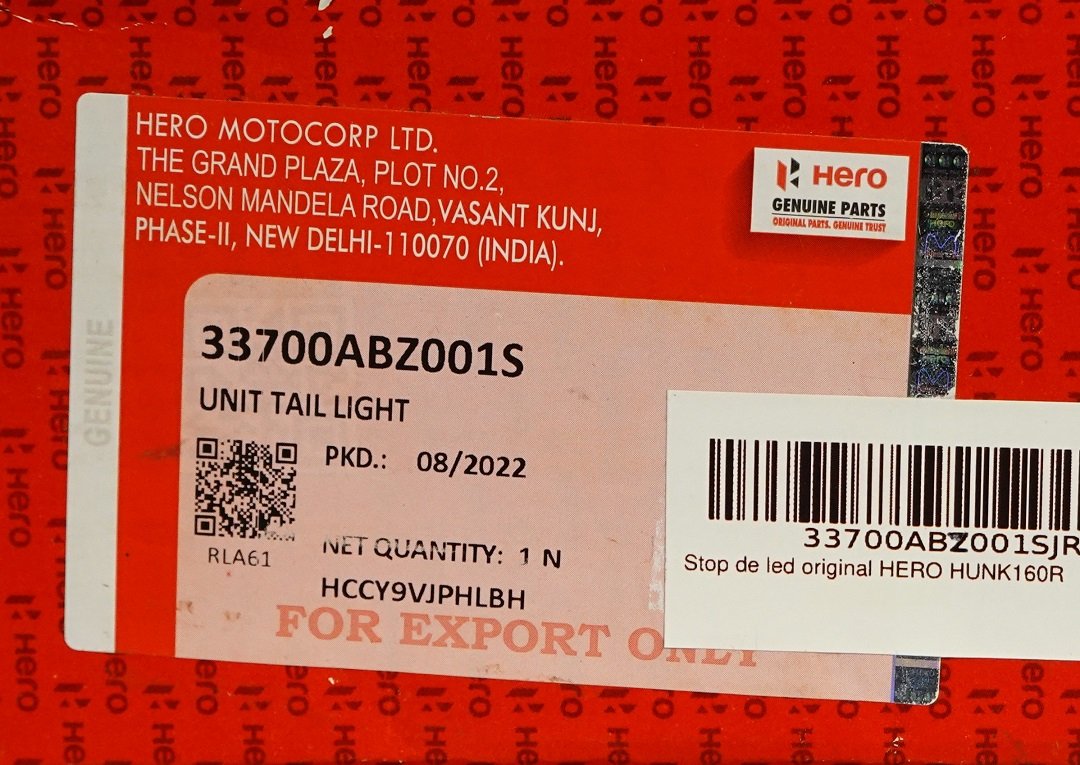 HERO MOTOCORP LTD.
THE GRAND PLAZA, PLOT NO.2,
NELSON MANDELA ROAD,VASANT KUNJ,
PHASE-II, NEW DELHI-110070 (INDIA).
Hero
GENUINE PARTS
ORIGINAL PARTS. GENUINE TRUST
GENUINE
33700ABZ001S
UNIT TAIL LIGHT
PKD.: 08/2022
RLA61
NET QUANTITY: 1 N
HCCY9VJPHLBH
FOR EXPORT ONLY
33700ABZ001SJR
Stop de led original HERO HUNK160R